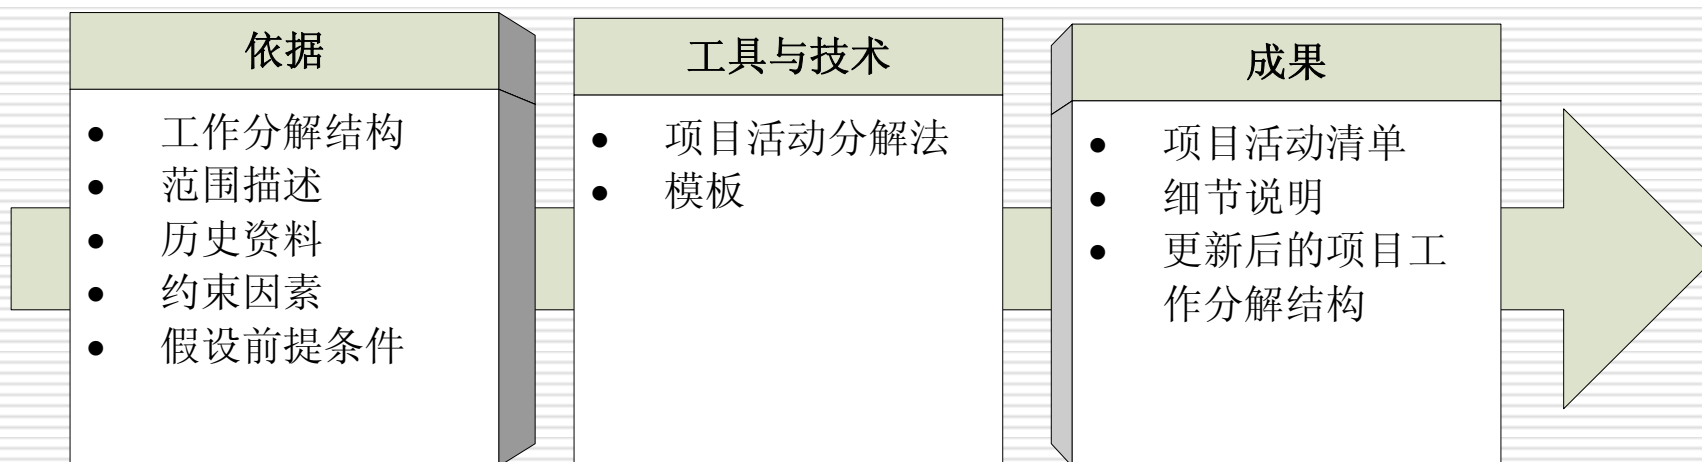 依据
● 工作分解结构
● 范围描述
● 历史资料
● 约束因素
● 假设前提条件
工具与技术
● 项目活动分解法
● 模板
成果
● 项目活动清单
● 细节说明
● 更新后的项目工
作分解结构